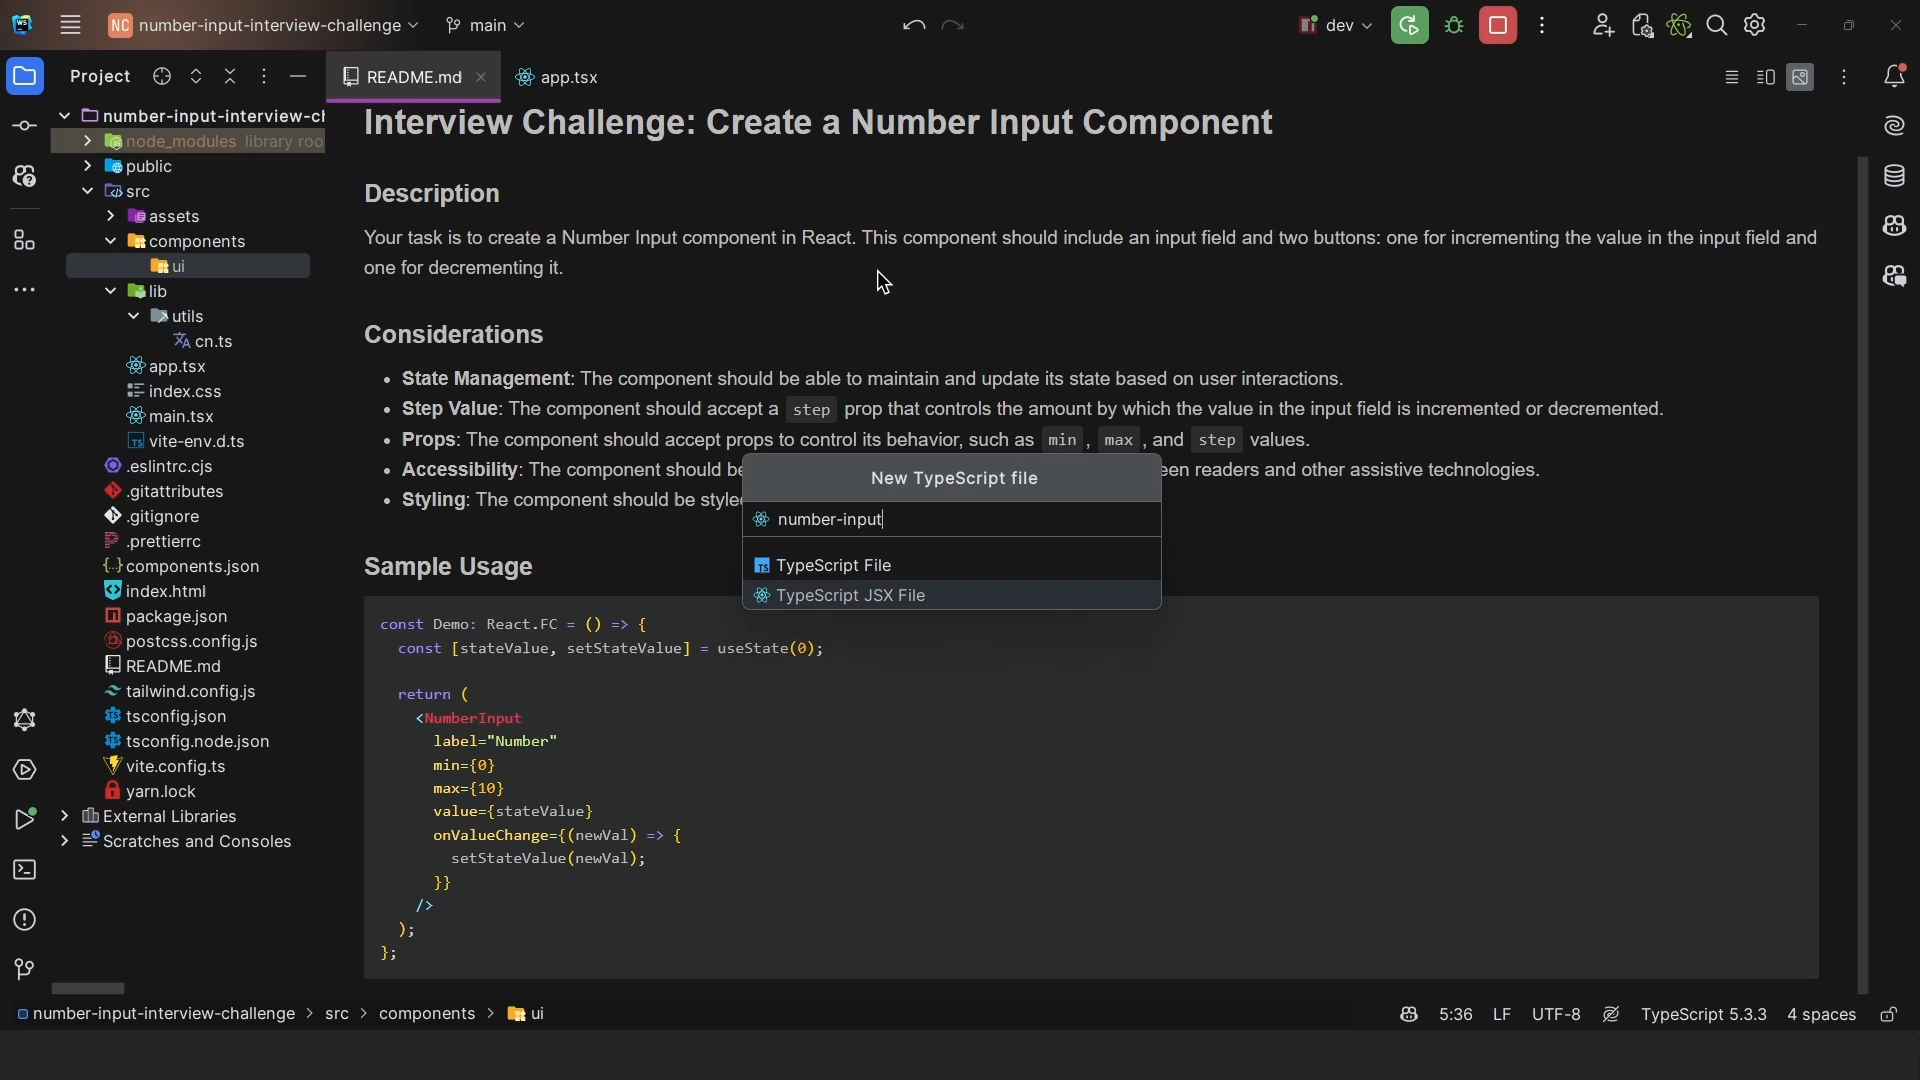 WS
NC number-input-interview-challenge
main
dev
Project
README.md
app.tsx
number-input-interview-ch
node_modules library roo
public
src
assets
components
ui
lib
utils
cn.ts
app.tsx
index.css
main.tsx
TS vite-env.d.ts
.eslintrc.cjs
.gitattributes
.gitignore
.prettierrc
components.json
index.html
package.json
postcss.config.js
README.md
tailwind.config.js
tsconfig.json
tsconfig.node.json
vite.config.ts
yarn.lock
External Libraries
Scratches and Consoles
Interview Challenge: Create a Number Input Component
Description
Your task is to create a Number Input component in React. This component should include an input field and two buttons: one for incrementing the value in the input field and
one for decrementing it.
Considerations
• State Management: The component should be able to maintain and update its state based on user interactions.
• Step Value: The component should accept a step prop that controls the amount by which the value in the input field is incremented or decremented.
• Props: The component should accept props to control its behavior, such as min , max , and step values.
• Accessibility: The component should be een readers and other assistive technologies.
• Styling: The component should be style
New TypeScript file
number-input
TS TypeScript File
TypeScript JSX File
Sample Usage
const Demo: React.FC = () => {
const [stateValue, setStateValue] = useState(0);
return (
<NumberInput
label="Number"
min={0}
max={10}
value={stateValue}
onValueChange={(newVal) => {
setStateValue(newVal);
}}
/>
);
};
number-input-interview-challenge > src > components > ui
5:36 LF UTF-8 TypeScript 5.3.3 4 spaces